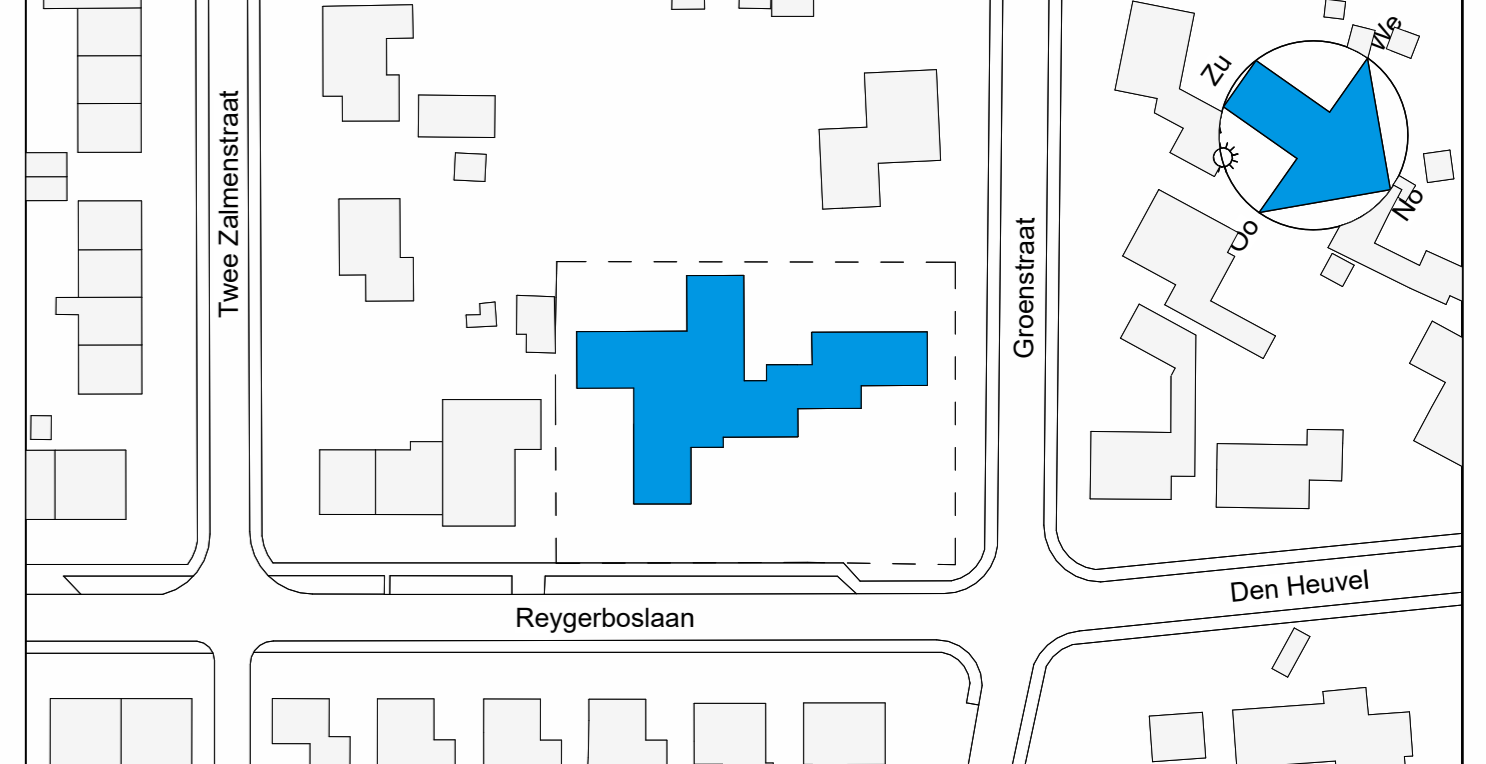 We
Zu
Twee Zalmenstraat
No
Oo
Groenstraat
Den Heuvel
Reygerboslaan